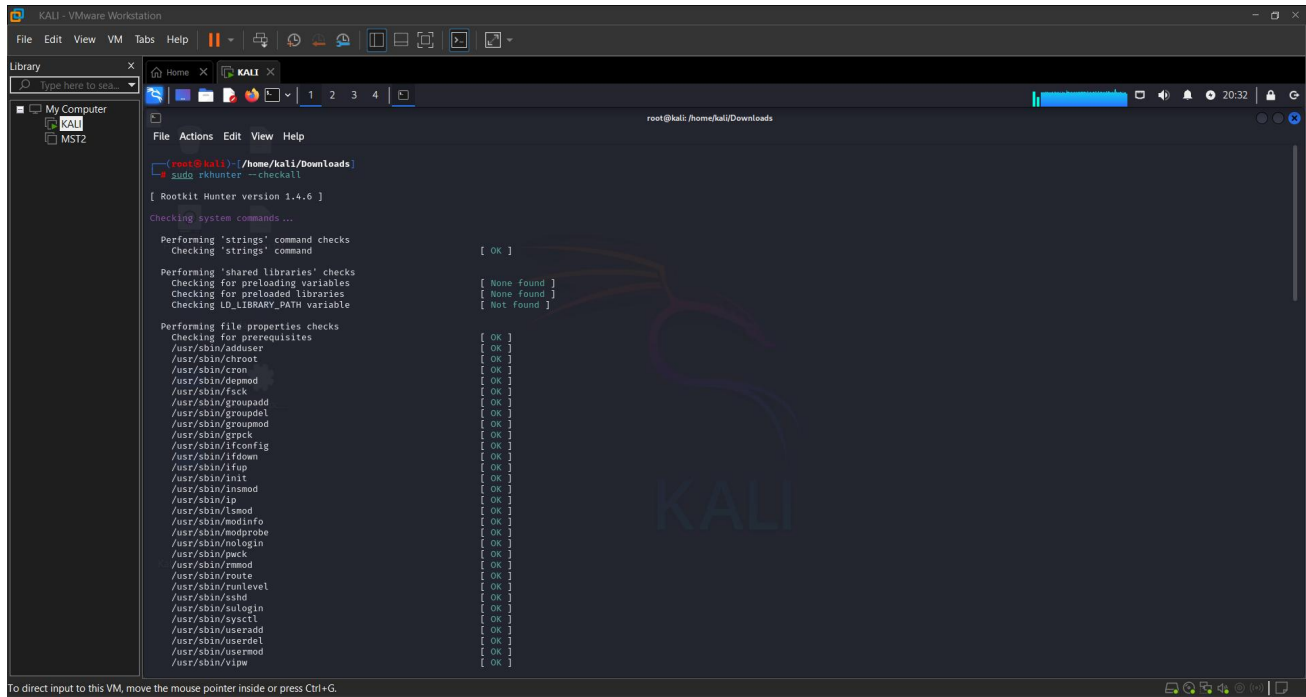 KALI - VMware Workstation
File Edit View VM Tabs Help
Library
Type here to sea...
My Computer
KALI
MST2
Home
KALI
1 2 3 4
20:32
root@kali: /home/kali/Downloads
File Actions Edit View Help
(root㉿kali)-[/home/kali/Downloads]
# sudo rkhunter --checkall
[ Rootkit Hunter version 1.4.6 ]
Checking system commands...
Performing 'strings' command checks
Checking 'strings' command [ OK ]
Performing 'shared libraries' checks
Checking for preloading variables [ None found ]
Checking for preloaded libraries [ None found ]
Checking LD_LIBRARY_PATH variable [ Not found ]
Performing file properties checks
Checking for prerequisites [ OK ]
/usr/sbin/adduser [ OK ]
/usr/sbin/chroot [ OK ]
/usr/sbin/cron [ OK ]
/usr/sbin/depmod [ OK ]
/usr/sbin/fsck [ OK ]
/usr/sbin/groupadd [ OK ]
/usr/sbin/groupdel [ OK ]
/usr/sbin/groupmod [ OK ]
/usr/sbin/grpck [ OK ]
/usr/sbin/ifconfig [ OK ]
/usr/sbin/ifdown [ OK ]
/usr/sbin/ifup [ OK ]
/usr/sbin/init [ OK ]
/usr/sbin/insmod [ OK ]
/usr/sbin/ip [ OK ]
/usr/sbin/lsmod [ OK ]
/usr/sbin/modinfo [ OK ]
/usr/sbin/modprobe [ OK ]
/usr/sbin/nologin [ OK ]
/usr/sbin/pwck [ OK ]
/usr/sbin/rmmod [ OK ]
/usr/sbin/route [ OK ]
/usr/sbin/runlevel [ OK ]
/usr/sbin/sshd [ OK ]
/usr/sbin/sulogin [ OK ]
/usr/sbin/sysctl [ OK ]
/usr/sbin/useradd [ OK ]
/usr/sbin/userdel [ OK ]
/usr/sbin/usermod [ OK ]
/usr/sbin/vipw [ OK ]
KALI
To direct input to this VM, move the mouse pointer inside or press Ctrl+G.